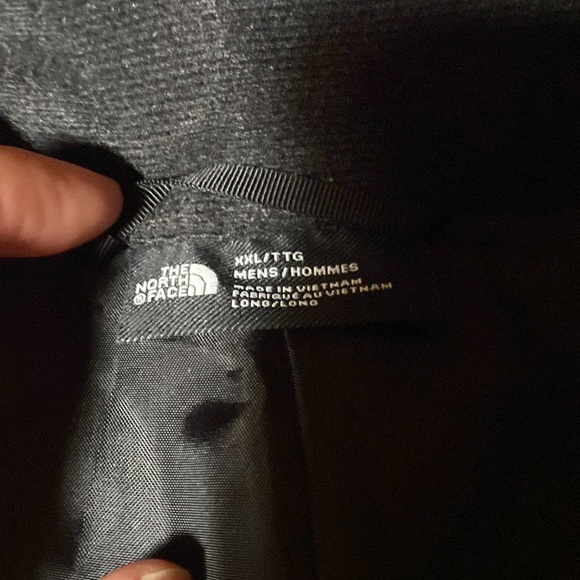 THE
NORTH
® FACE
XXL/TTG
MENS/HOMMES
MADE IN VIETNAM
FABRIQUÉ AU VIETNAM
LONG/LONG